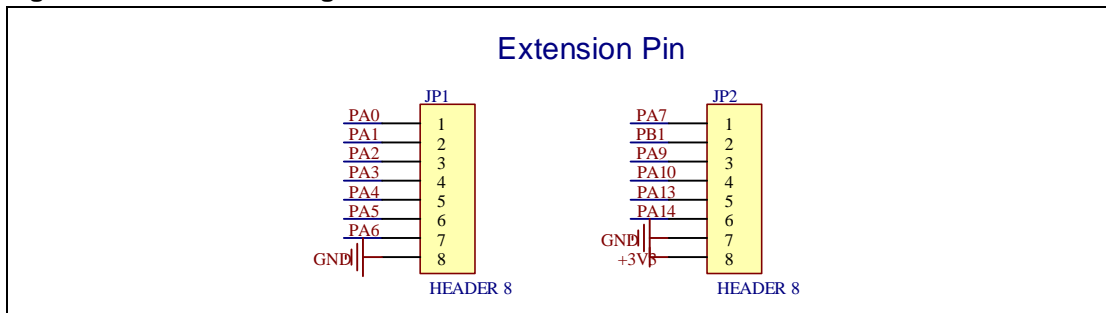 Extension Pin
JP1
PA0 1
PA1 2
PA2 3
PA3 4
PA4 5
PA5 6
PA6 7
GND 8
HEADER 8
JP2
PA7 1
PB1 2
PA9 3
PA10 4
PA13 5
PA14 6
GND 7
+3V3 8
HEADER 8